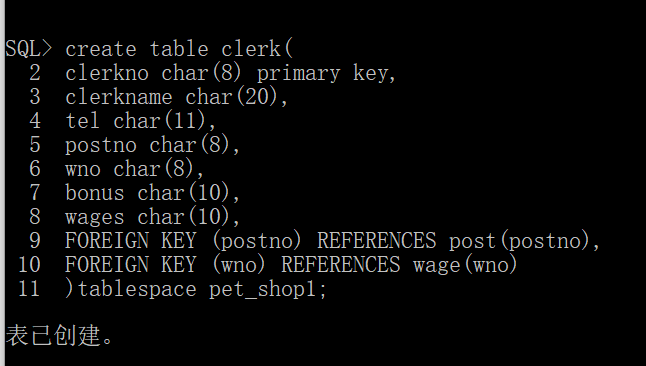 SQL> create table clerk(
2 clerkno char(8) primary key,
3 clerkname char(20),
4 tel char(11),
5 postno char(8),
6 wno char(8),
7 bonus char(10),
8 wages char(10),
9 FOREIGN KEY (postno) REFERENCES post(postno),
10 FOREIGN KEY (wno) REFERENCES wage(wno)
11 )tablespace pet_shop1;
表已创建。